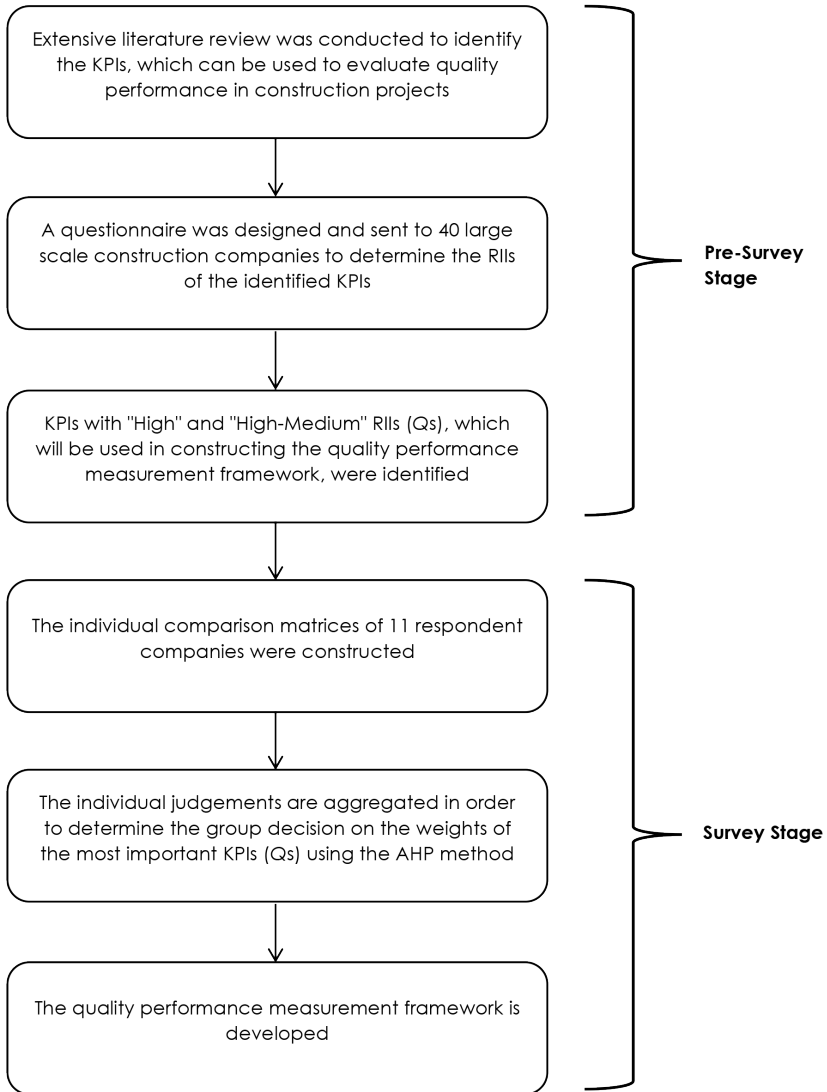 Extensive literature review was conducted to identify
the KPIs, which can be used to evaluate quality
performance in construction projects
A questionnaire was designed and sent to 40 large
scale construction companies to determine the RIIs
of the identified KPIs
Pre-Survey
Stage
KPIs with "High" and "High-Medium" RIIs (Qs), which
will be used in constructing the quality performance
measurement framework, were identified
The individual comparison matrices of 11 respondent
companies were constructed
The individual judgements are aggregated in order
to determine the group decision on the weights of
the most important KPIs (Qs) using the AHP method
Survey Stage
The quality performance measurement framework is
developed